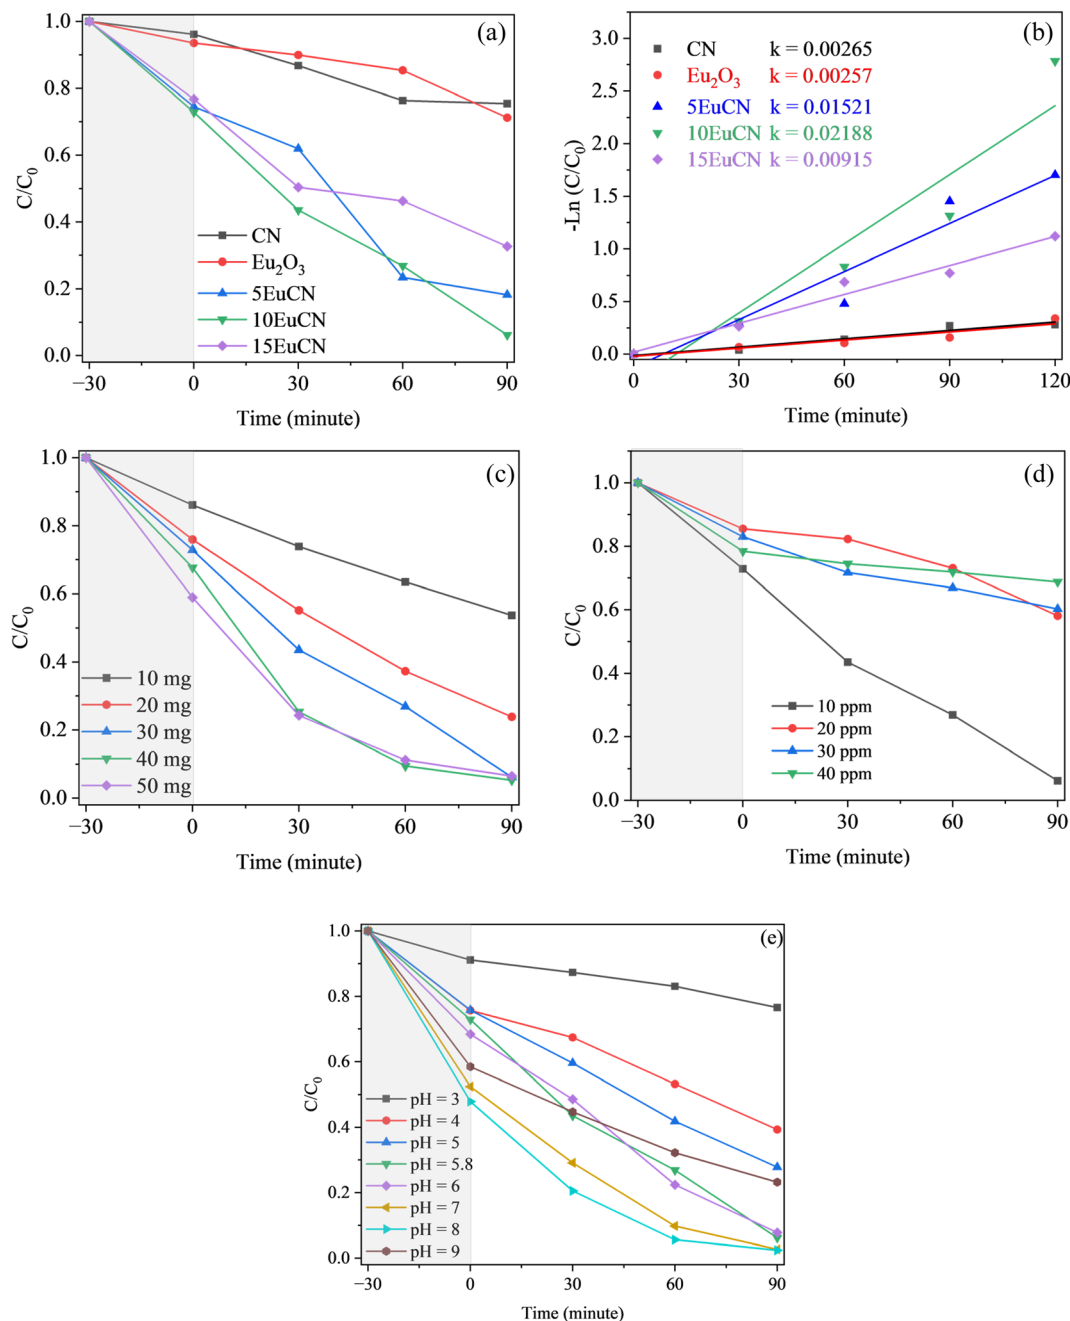 (a)
1.0
0.8
0.6
0.4
0.2
0.0
C/C₀
CN
Eu₂O₃
5EuCN
10EuCN
15EuCN
−30 0 30 60 90
Time (minute)
(b)
3.0
2.5
2.0
1.5
1.0
0.5
0.0
-Ln (C/C₀)
CN k = 0.00265
Eu₂O₃ k = 0.00257
5EuCN k = 0.01521
10EuCN k = 0.02188
15EuCN k = 0.00915
0 30 60 90 120
Time (minute)
(c)
1.0
0.8
0.6
0.4
0.2
0.0
C/C₀
10 mg
20 mg
30 mg
40 mg
50 mg
−30 0 30 60 90
Time (minute)
(d)
1.0
0.8
0.6
0.4
0.2
0.0
C/C₀
10 ppm
20 ppm
30 ppm
40 ppm
−30 0 30 60 90
Time (minute)
(e)
1.0
0.8
0.6
0.4
0.2
0.0
C/C₀
pH = 3
pH = 4
pH = 5
pH = 5.8
pH = 6
pH = 7
pH = 8
pH = 9
−30 0 30 60 90
Time (minute)